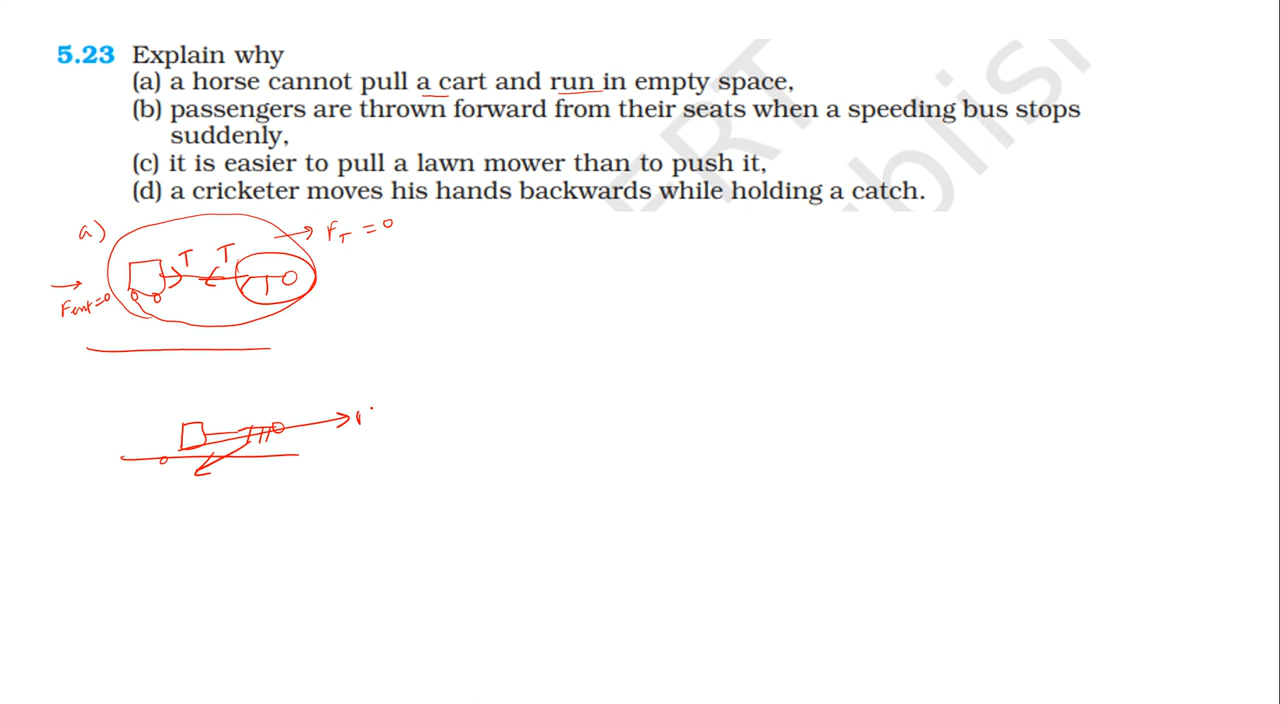 5.23 Explain why
(a) a horse cannot pull a cart and run in empty space,
(b) passengers are thrown forward from their seats when a speeding bus stops
suddenly,
(c) it is easier to pull a lawn mower than to push it,
(d) a cricketer moves his hands backwards while holding a catch.
a)
F_T = 0
T T
Fext=0